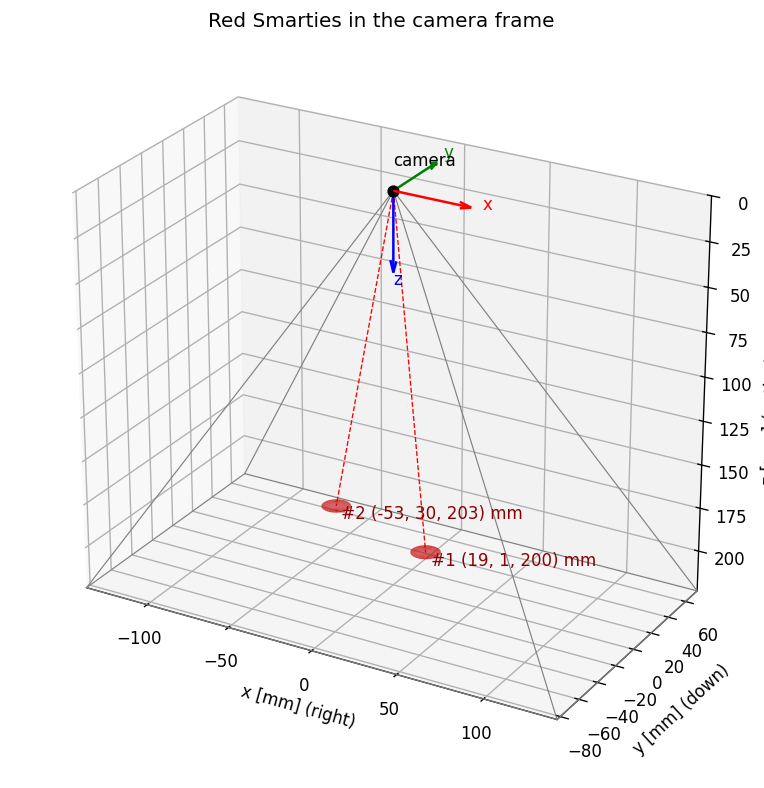 Red Smarties in the camera frame
camera
y
x
z
#2 (-53, 30, 203) mm
#1 (19, 1, 200) mm
0
25
50
75
100
125
150
175
200
−100
−50
0
50
100
x [mm] (right)
60
40
20
0
−20
−40
−60
−80
y [mm] (down)